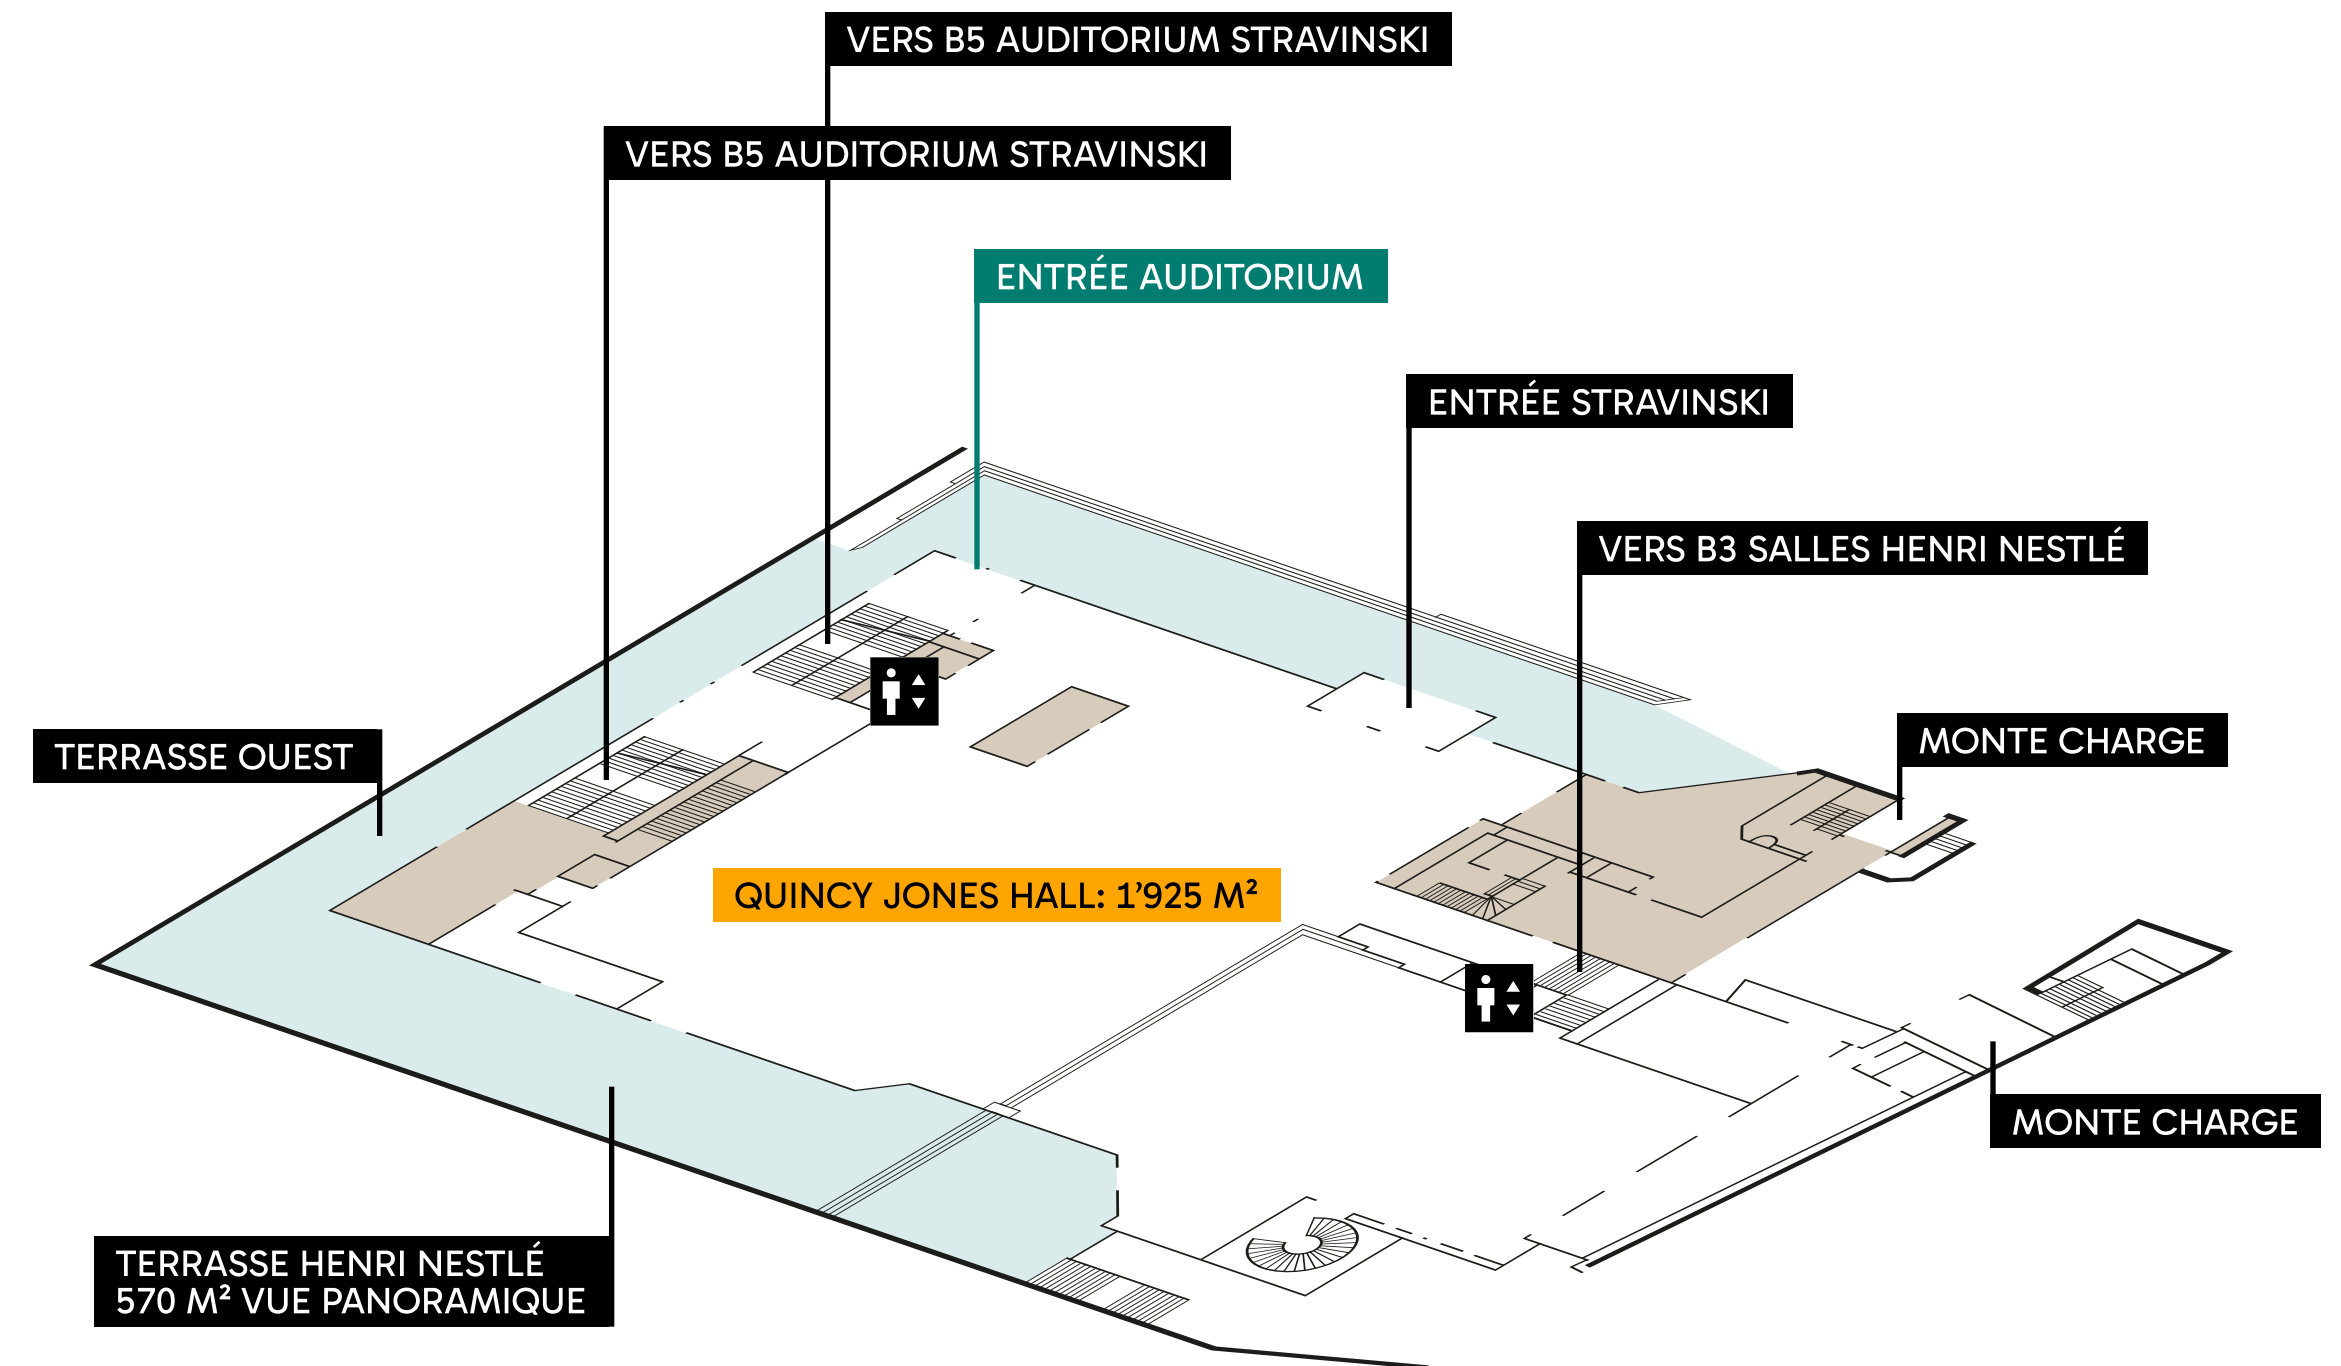 VERS B5 AUDITORIUM STRAVINSKI
VERS B5 AUDITORIUM STRAVINSKI
ENTRÉE AUDITORIUM
ENTRÉE STRAVINSKI
VERS B3 SALLES HENRI NESTLÉ
MONTE CHARGE
TERRASSE OUEST
QUINCY JONES HALL: 1’925 M²
MONTE CHARGE
TERRASSE HENRI NESTLÉ
570 M² VUE PANORAMIQUE